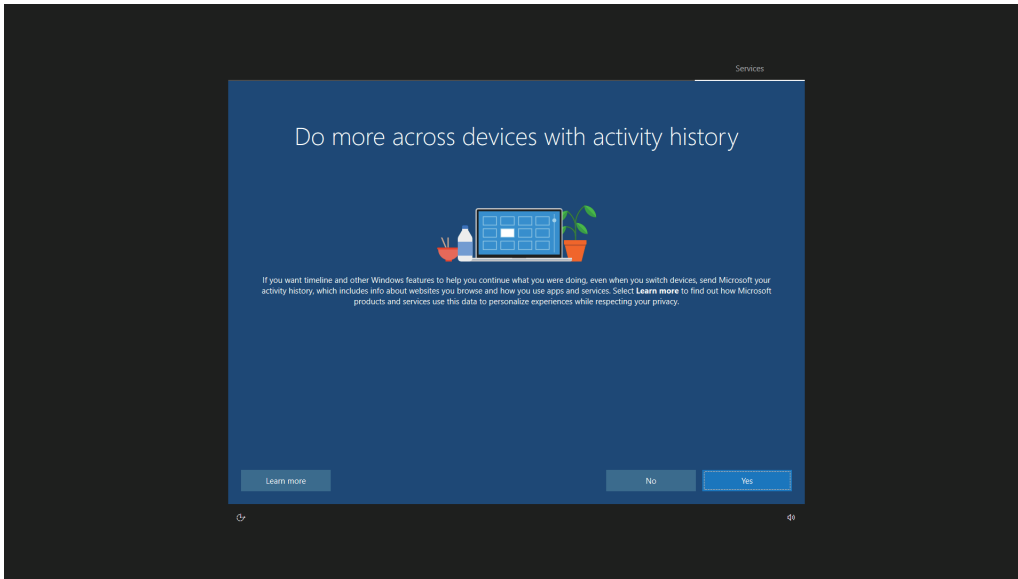 Services
Do more across devices with activity history
If you want timeline and other Windows features to help you continue what you were doing, even when you switch devices, send Microsoft your
activity history, which includes info about websites you browse and how you use apps and services. Select Learn more to find out how Microsoft
products and services use this data to personalize experiences while respecting your privacy.
Learn more
No
Yes